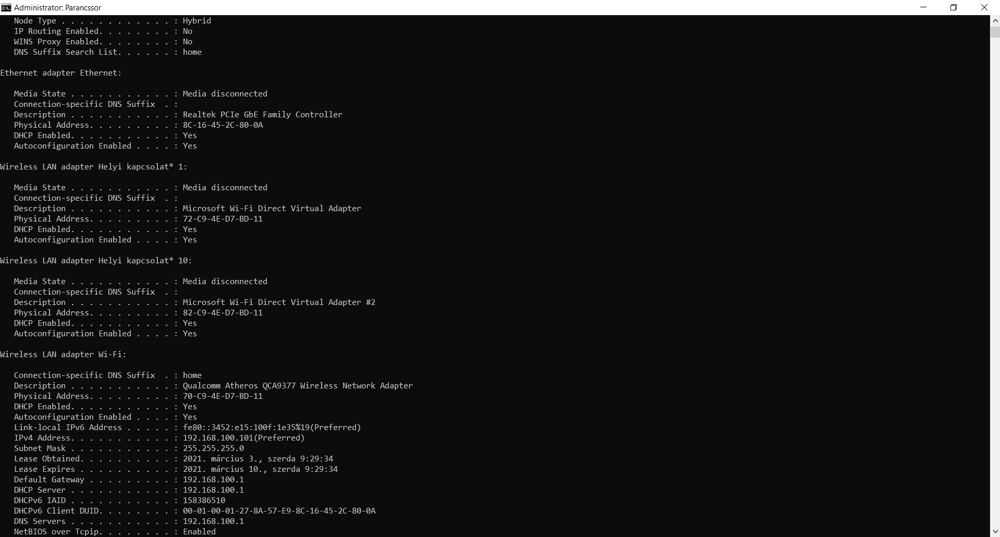 Administrator: Parancssor
   Node Type . . . . . . . . . . . . : Hybrid
   IP Routing Enabled. . . . . . . . : No
   WINS Proxy Enabled. . . . . . . . : No
   DNS Suffix Search List. . . . . . : home
Ethernet adapter Ethernet:
   Media State . . . . . . . . . . . : Media disconnected
   Connection-specific DNS Suffix  . :
   Description . . . . . . . . . . . : Realtek PCIe GbE Family Controller
   Physical Address. . . . . . . . . : 8C-16-45-2C-80-0A
   DHCP Enabled. . . . . . . . . . . : Yes
   Autoconfiguration Enabled . . . . : Yes
Wireless LAN adapter Helyi kapcsolat* 1:
   Media State . . . . . . . . . . . : Media disconnected
   Connection-specific DNS Suffix  . :
   Description . . . . . . . . . . . : Microsoft Wi-Fi Direct Virtual Adapter
   Physical Address. . . . . . . . . : 72-C9-4E-D7-BD-11
   DHCP Enabled. . . . . . . . . . . : Yes
   Autoconfiguration Enabled . . . . : Yes
Wireless LAN adapter Helyi kapcsolat* 10:
   Media State . . . . . . . . . . . : Media disconnected
   Connection-specific DNS Suffix  . :
   Description . . . . . . . . . . . : Microsoft Wi-Fi Direct Virtual Adapter #2
   Physical Address. . . . . . . . . : 82-C9-4E-D7-BD-11
   DHCP Enabled. . . . . . . . . . . : Yes
   Autoconfiguration Enabled . . . . : Yes
Wireless LAN adapter Wi-Fi:
   Connection-specific DNS Suffix  . : home
   Description . . . . . . . . . . . : Qualcomm Atheros QCA9377 Wireless Network Adapter
   Physical Address. . . . . . . . . : 70-C9-4E-D7-BD-11
   DHCP Enabled. . . . . . . . . . . : Yes
   Autoconfiguration Enabled . . . . : Yes
   Link-local IPv6 Address . . . . . : fe80::3452:e15:100f:1e35%19(Preferred)
   IPv4 Address. . . . . . . . . . . : 192.168.100.101(Preferred)
   Subnet Mask . . . . . . . . . . . : 255.255.255.0
   Lease Obtained. . . . . . . . . . : 2021. március 3., szerda 9:29:34
   Lease Expires . . . . . . . . . . : 2021. március 10., szerda 9:29:34
   Default Gateway . . . . . . . . . : 192.168.100.1
   DHCP Server . . . . . . . . . . . : 192.168.100.1
   DHCPv6 IAID . . . . . . . . . . . : 158386510
   DHCPv6 Client DUID. . . . . . . . : 00-01-00-01-27-8A-57-E9-8C-16-45-2C-80-0A
   DNS Servers . . . . . . . . . . . : 192.168.100.1
   NetBIOS over Tcpip. . . . . . . . : Enabled